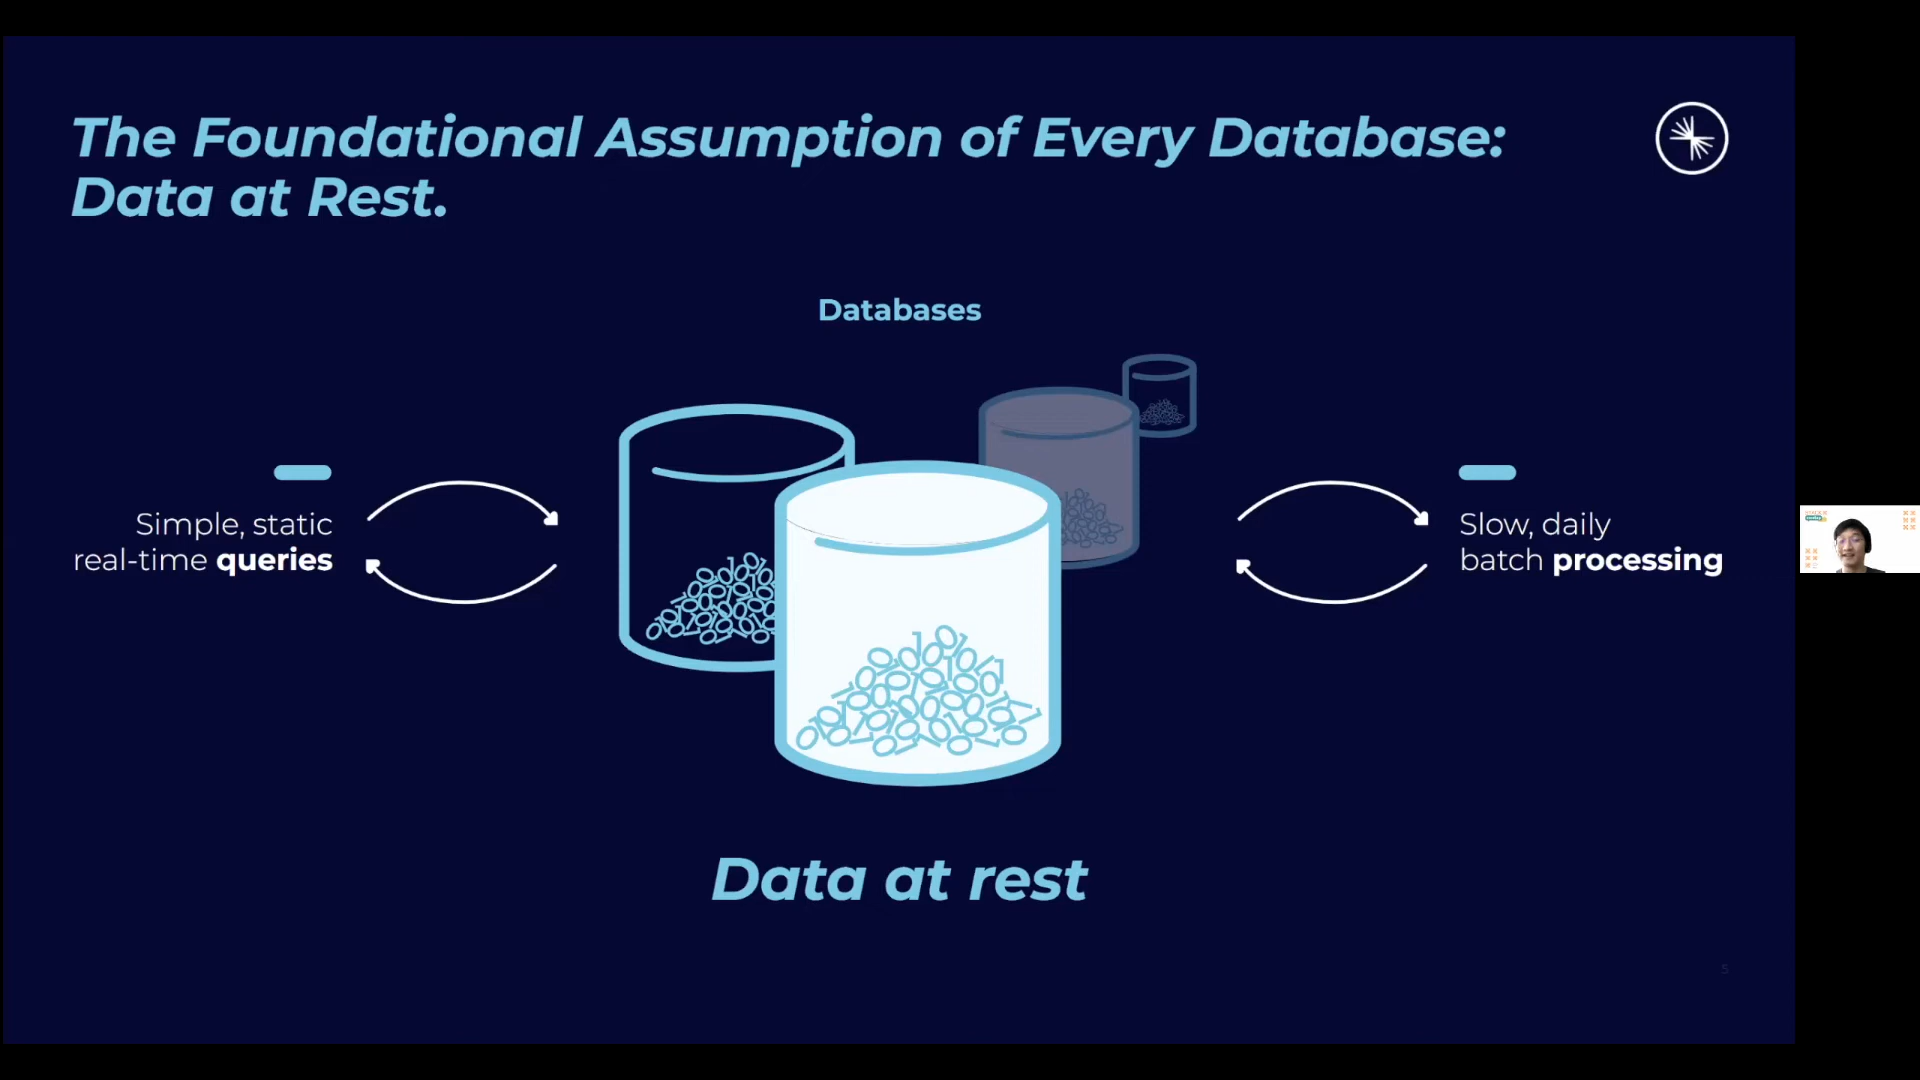 The Foundational Assumption of Every Database:
Data at Rest.
Databases
Simple, static
real-time queries
Slow, daily
batch processing
Data at rest
5